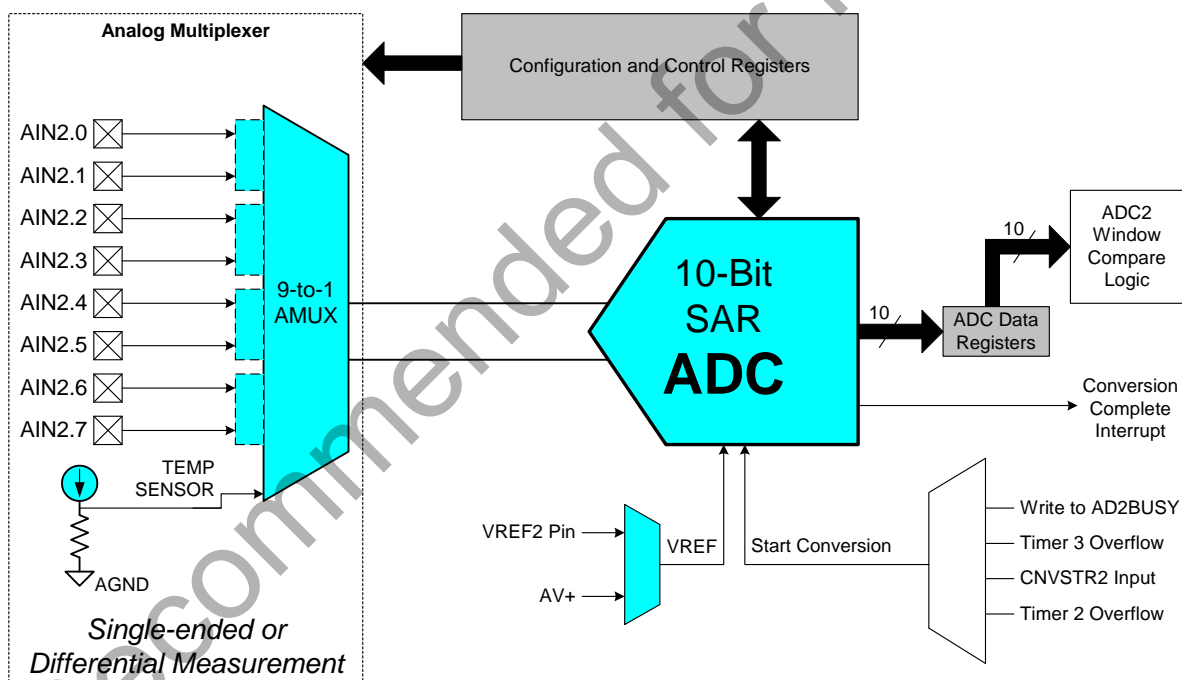 Analog Multiplexer
AIN2.0
AIN2.1
AIN2.2
AIN2.3
AIN2.4
AIN2.5
AIN2.6
AIN2.7
9-to-1
AMUX
TEMP
SENSOR
AGND
Single-ended or
Differential Measurement
Configuration and Control Registers
10-Bit
SAR
ADC
10
ADC Data
Registers
10
ADC2
Window
Compare
Logic
Conversion
Complete
Interrupt
VREF2 Pin
AV+
VREF
Start Conversion
Write to AD2BUSY
Timer 3 Overflow
CNVSTR2 Input
Timer 2 Overflow
ecommended for